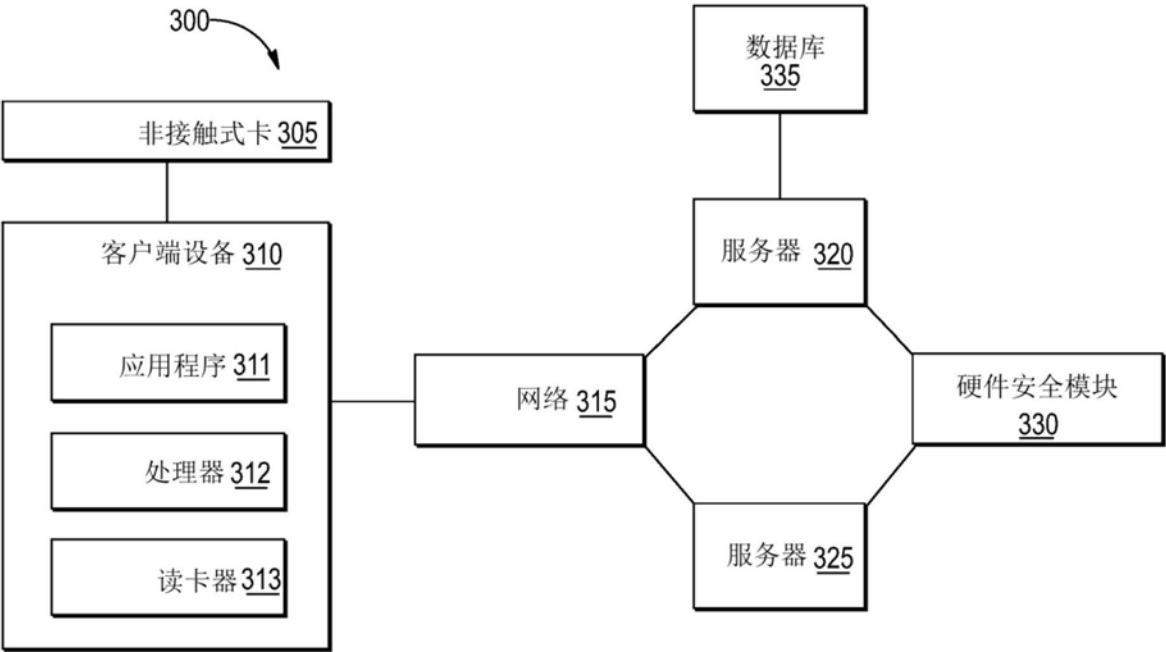 300
非接触式卡 305
客户端设备 310
应用程序 311
处理器 312
读卡器 313
网络 315
数据库
335
服务器 320
硬件安全模块
330
服务器 325